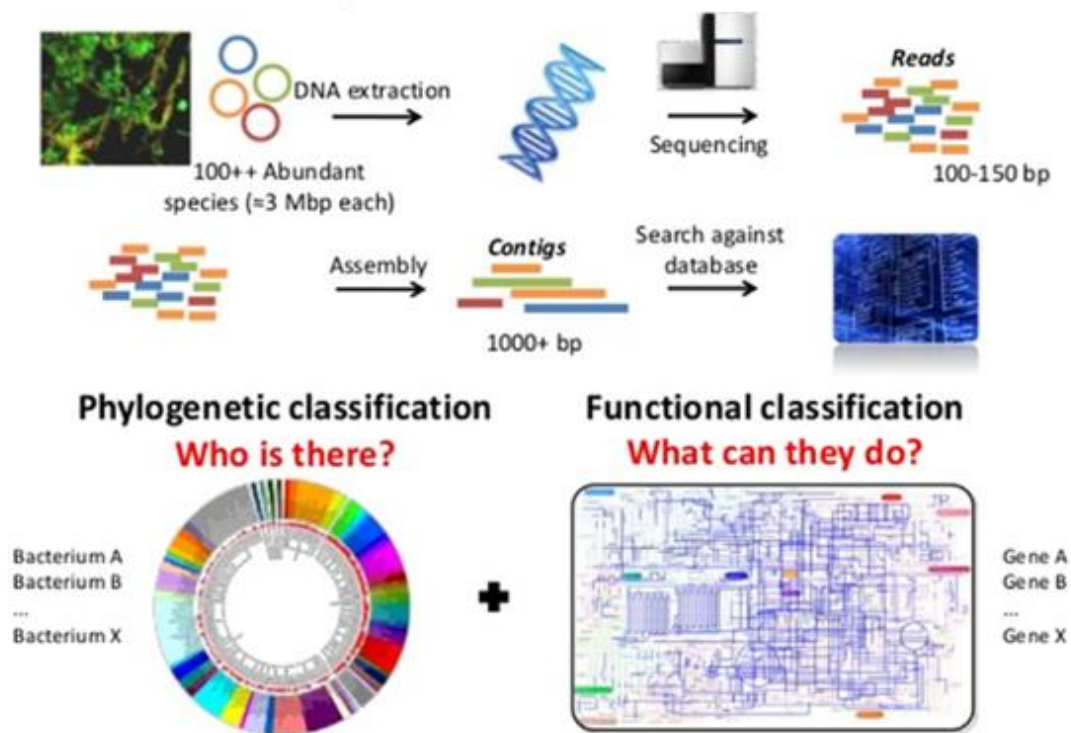 DNA extraction
Sequencing
Reads
100++ Abundant
species (≈3 Mbp each)
100-150 bp
Assembly
Contigs
Search against
database
1000+ bp
Phylogenetic classification
Functional classification
Who is there?
What can they do?
Bacterium A
Bacterium B
...
Bacterium X
Gene A
Gene B
...
Gene X